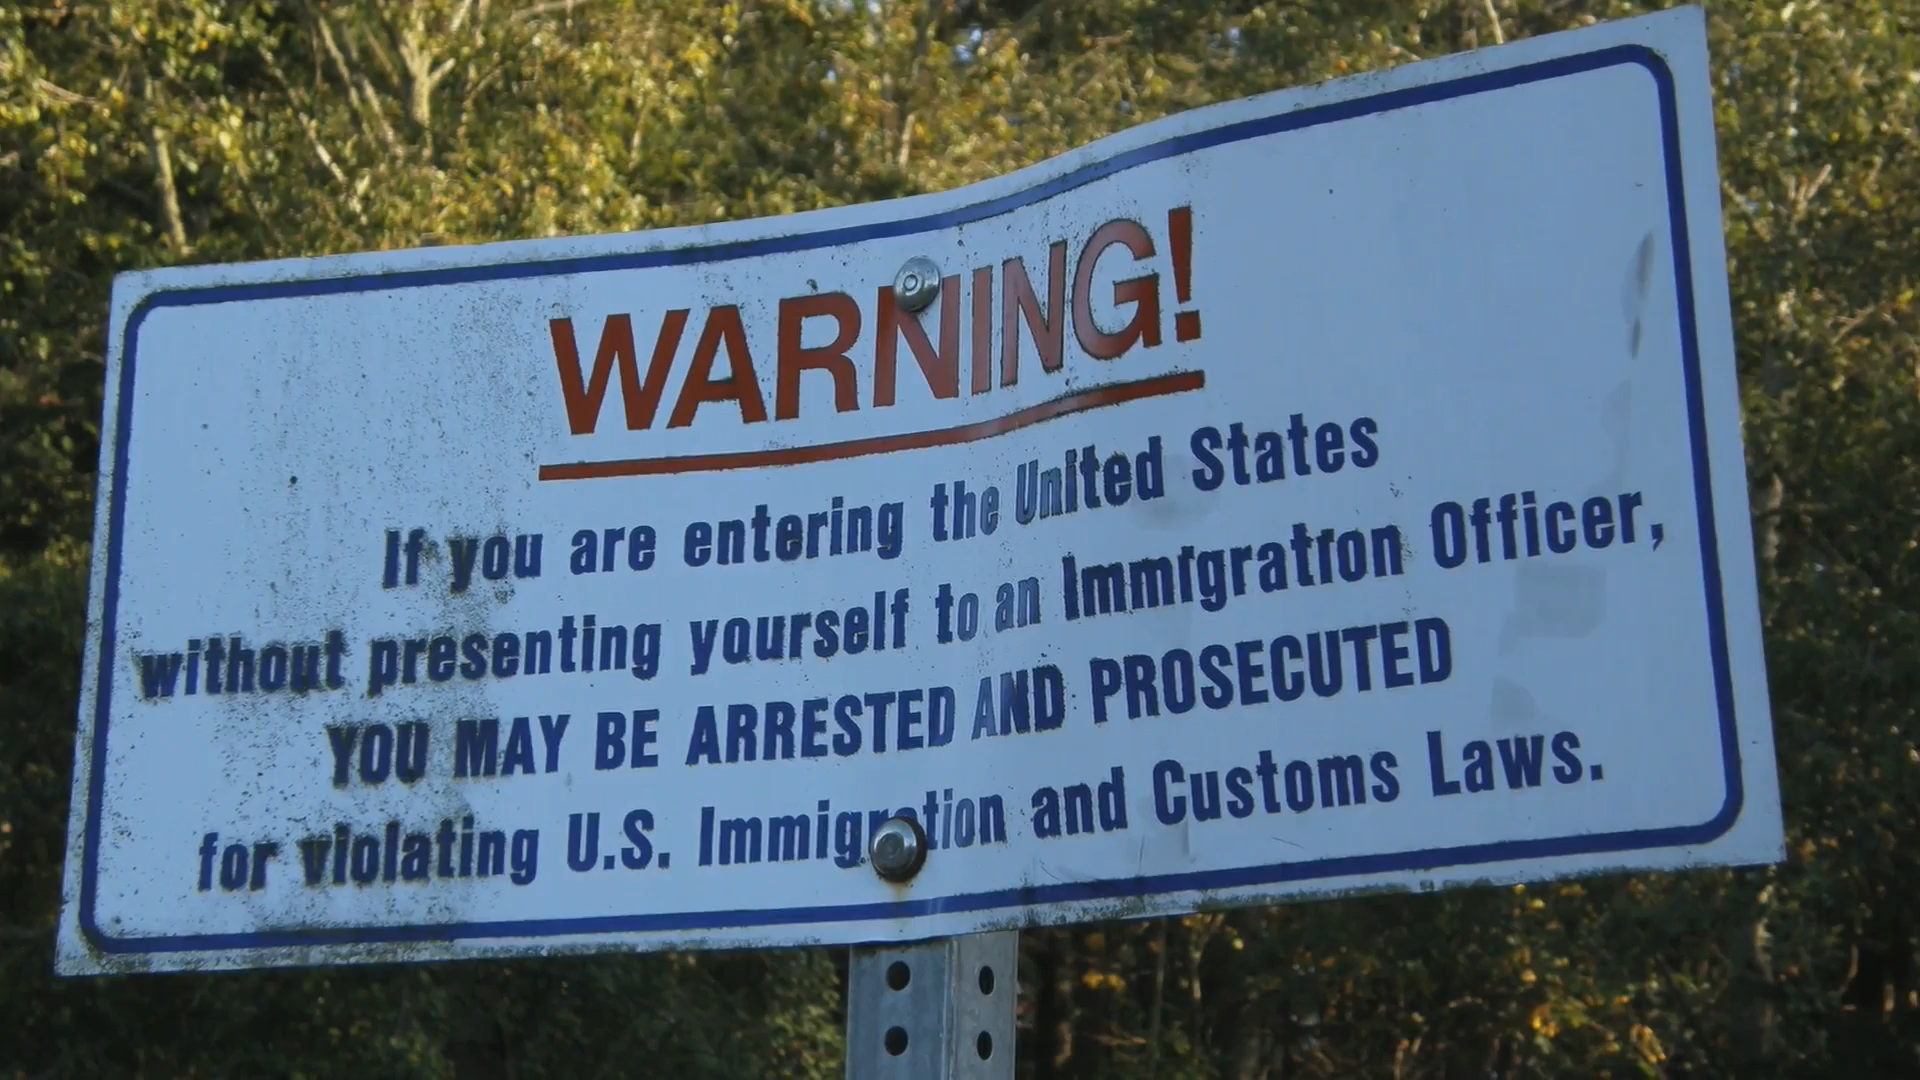 WARNING!
If you are entering the United States
without presenting yourself to an Immigration Officer,
YOU MAY BE ARRESTED AND PROSECUTED
for violating U.S. Immigration and Customs Laws.